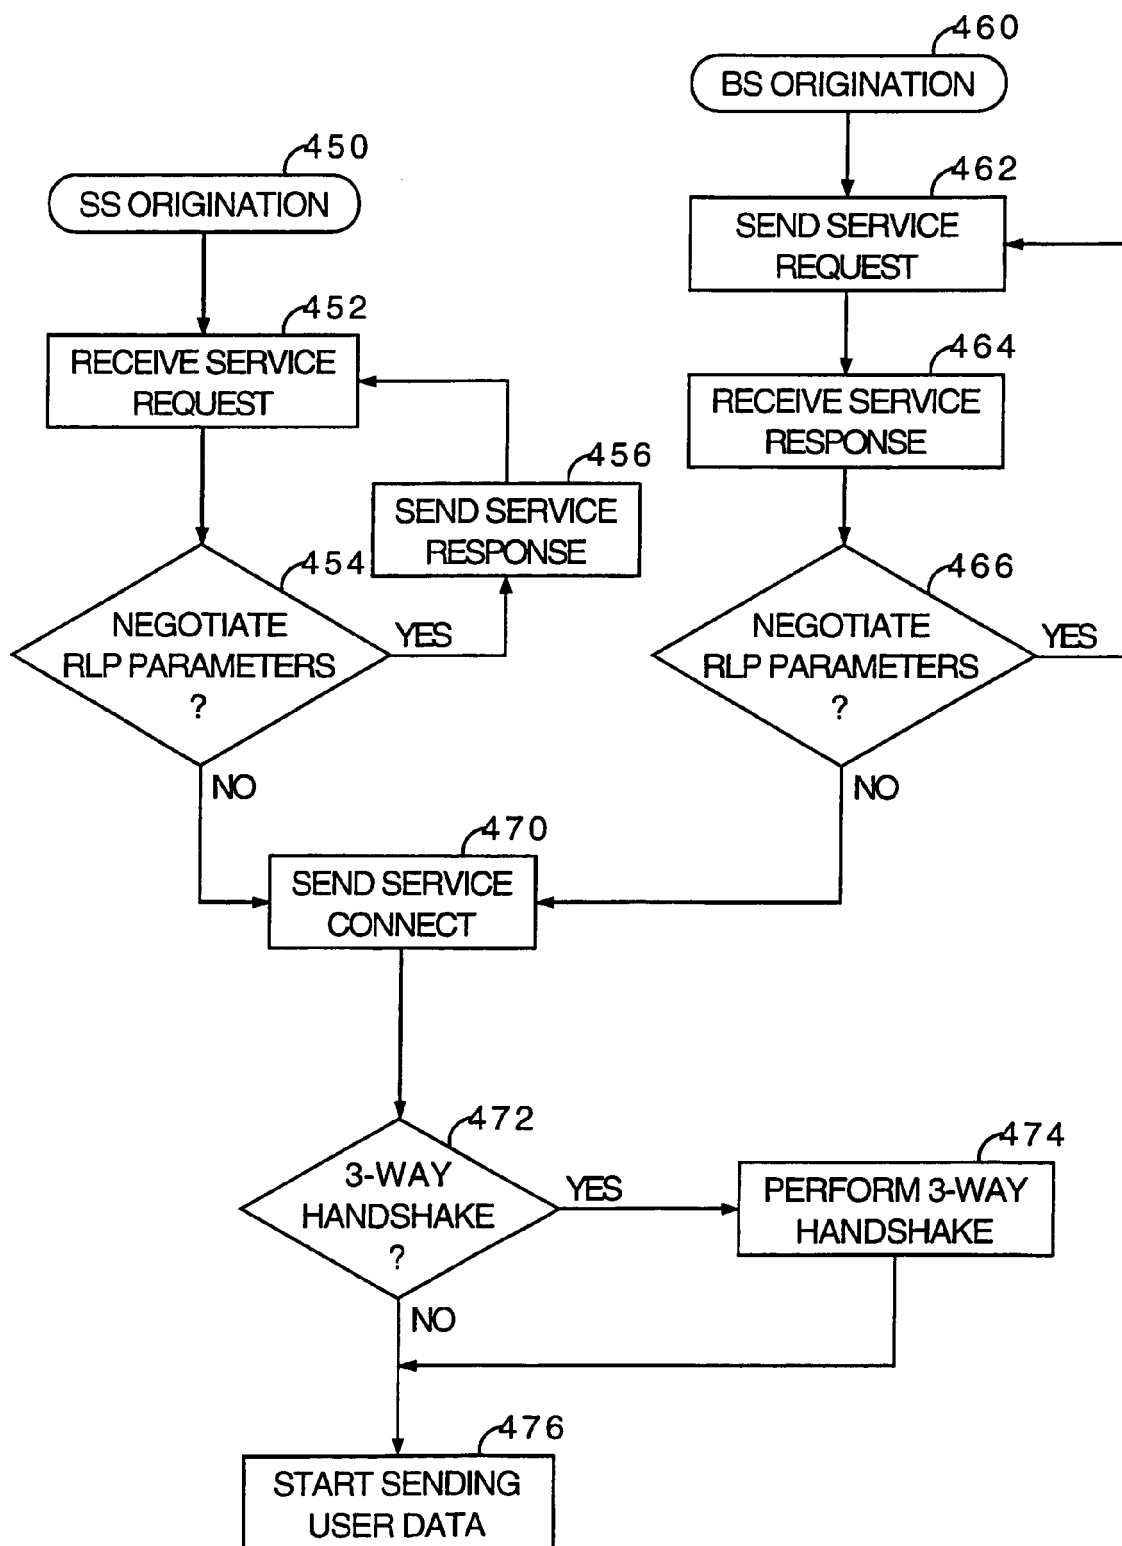 460
BS ORIGINATION
450
SS ORIGINATION
462
SEND SERVICE
REQUEST
452
RECEIVE SERVICE
REQUEST
464
RECEIVE SERVICE
RESPONSE
456
SEND SERVICE
RESPONSE
454
NEGOTIATE
RLP PARAMETERS
?
YES
NO
466
NEGOTIATE
RLP PARAMETERS
?
YES
NO
470
SEND SERVICE
CONNECT
472
3-WAY
HANDSHAKE
?
YES
NO
474
PERFORM 3-WAY
HANDSHAKE
476
START SENDING
USER DATA